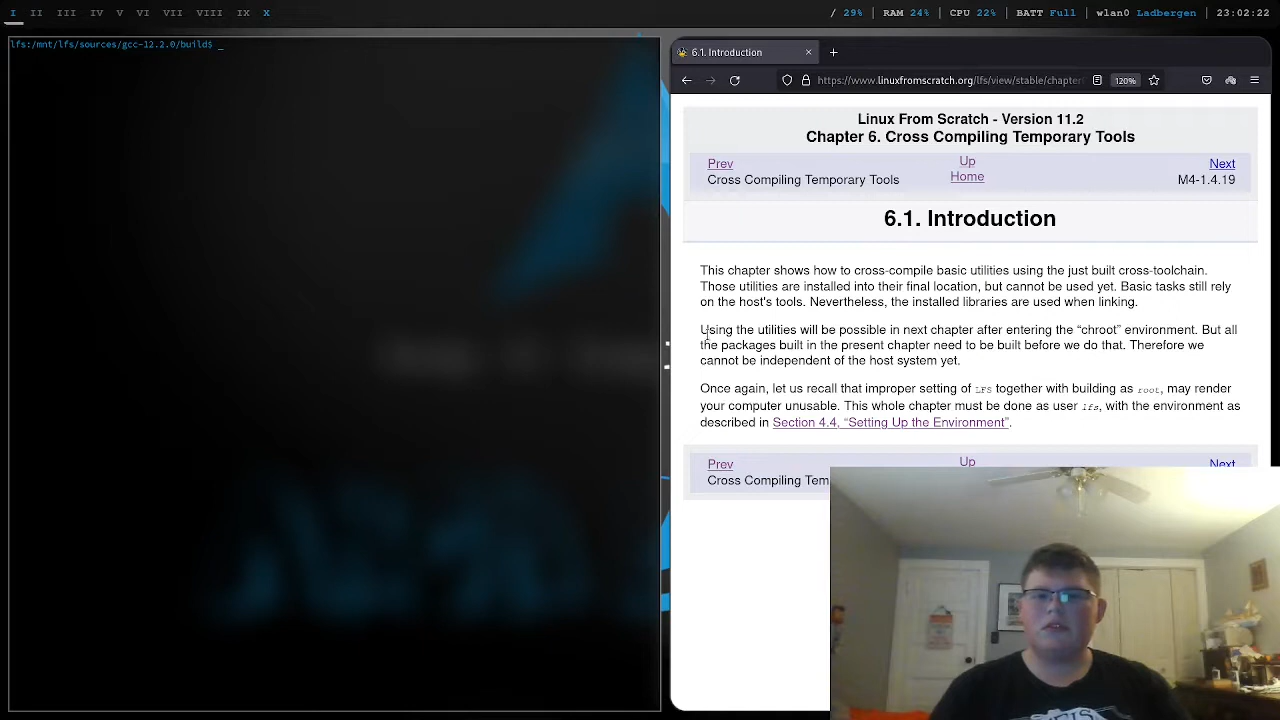 I II III IV V VI VII VIII IX X
/ 29% | RAM 24% | CPU 22% | BATT Full | wlan0 Ladbergen | 23:02:22
lfs:/mnt/lfs/sources/gcc-12.2.0/build$ _
6.1. Introduction
https://www.linuxfromscratch.org/lfs/view/stable/chapter
120%
Linux From Scratch - Version 11.2
Chapter 6. Cross Compiling Temporary Tools
Prev Up Next
Cross Compiling Temporary Tools Home M4-1.4.19
6.1. Introduction
This chapter shows how to cross-compile basic utilities using the just built cross-toolchain.
Those utilities are installed into their final location, but cannot be used yet. Basic tasks still rely
on the host's tools. Nevertheless, the installed libraries are used when linking.
Using the utilities will be possible in next chapter after entering the “chroot” environment. But all
the packages built in the present chapter need to be built before we do that. Therefore we
cannot be independent of the host system yet.
Once again, let us recall that improper setting of LFS together with building as root, may render
your computer unusable. This whole chapter must be done as user lfs, with the environment as
described in Section 4.4, “Setting Up the Environment”.
Prev Up Next
Cross Compiling Tem